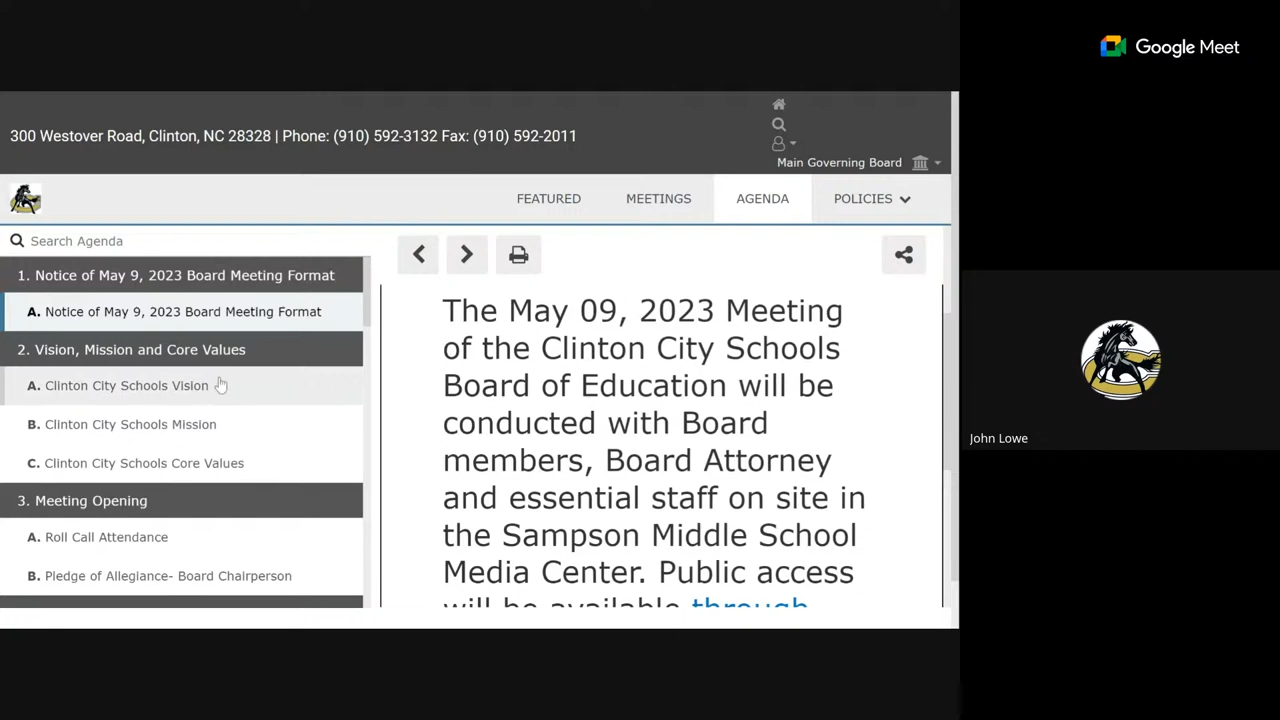 Google Meet
300 Westover Road, Clinton, NC 28328 | Phone: (910) 592-3132 Fax: (910) 592-2011
Main Governing Board
FEATURED
MEETINGS
AGENDA
POLICIES
Search Agenda
1. Notice of May 9, 2023 Board Meeting Format
A. Notice of May 9, 2023 Board Meeting Format
2. Vision, Mission and Core Values
A. Clinton City Schools Vision
B. Clinton City Schools Mission
C. Clinton City Schools Core Values
3. Meeting Opening
A. Roll Call Attendance
B. Pledge of Allegiance- Board Chairperson
The May 09, 2023 Meeting
of the Clinton City Schools
Board of Education will be
conducted with Board
members, Board Attorney
and essential staff on site in
the Sampson Middle School
Media Center. Public access
will be available through
John Lowe